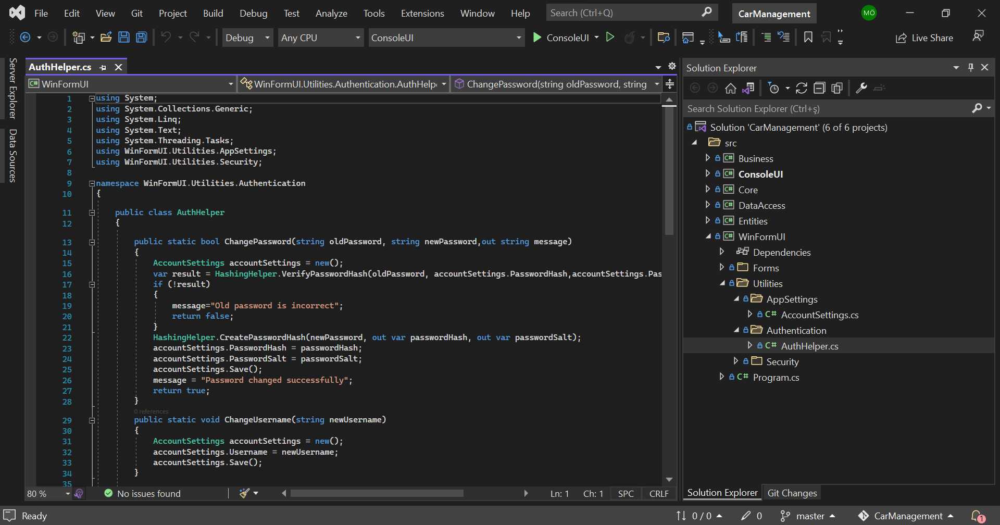 File Edit View Git Project Build Debug Test Analyze Tools Extensions Window Help Search (Ctrl+Q) CarManagement MÖ
Debug Any CPU ConsoleUI ConsoleUI Live Share
Server Explorer
Data Sources
AuthHelper.cs
WinFormUI WinFormUI.Utilities.Authentication.AuthHelp ChangePassword(string oldPassword, string
1 using System;
2 using System.Collections.Generic;
3 using System.Linq;
4 using System.Text;
5 using System.Threading.Tasks;
6 using WinFormUI.Utilities.AppSettings;
7 using WinFormUI.Utilities.Security;
8
9 namespace WinFormUI.Utilities.Authentication
10 {
11 public class AuthHelper
12 {
13 public static bool ChangePassword(string oldPassword, string newPassword,out string message)
14 {
15 AccountSettings accountSettings = new();
16 var result = HashingHelper.VerifyPasswordHash(oldPassword, accountSettings.PasswordHash,accountSettings.Pas
17 if (!result)
18 {
19 message="Old password is incorrect";
20 return false;
21 }
22 HashingHelper.CreatePasswordHash(newPassword, out var passwordHash, out var passwordSalt);
23 accountSettings.PasswordHash = passwordHash;
24 accountSettings.PasswordSalt = passwordSalt;
25 accountSettings.Save();
26 message = "Password changed successfully";
27 return true;
28 }
0 references
29 public static void ChangeUsername(string newUsername)
30 {
31 AccountSettings accountSettings = new();
32 accountSettings.Username = newUsername;
33 accountSettings.Save();
34 }
35
80 % No issues found Ln: 1 Ch: 1 SPC CRLF
Solution Explorer
Search Solution Explorer (Ctrl+ş)
Solution 'CarManagement' (6 of 6 projects)
src
C# Business
C# ConsoleUI
C# Core
C# DataAccess
C# Entities
C# WinFormUI
Dependencies
Forms
Utilities
AppSettings
C# AccountSettings.cs
Authentication
C# AuthHelper.cs
Security
C# Program.cs
Solution Explorer Git Changes
Ready 0 / 0 0 master CarManagement 1